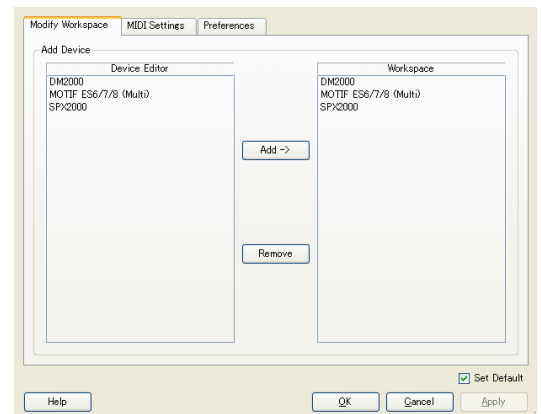 Modify Workspace MIDI Settings Preferences
Add Device
Device Editor Workspace
DM2000 DM2000
MOTIF ES6/7/8 (Multi) MOTIF ES6/7/8 (Multi)
SPX2000 SPX2000
Add ->
Remove
Set Default
Help OK Cancel Apply